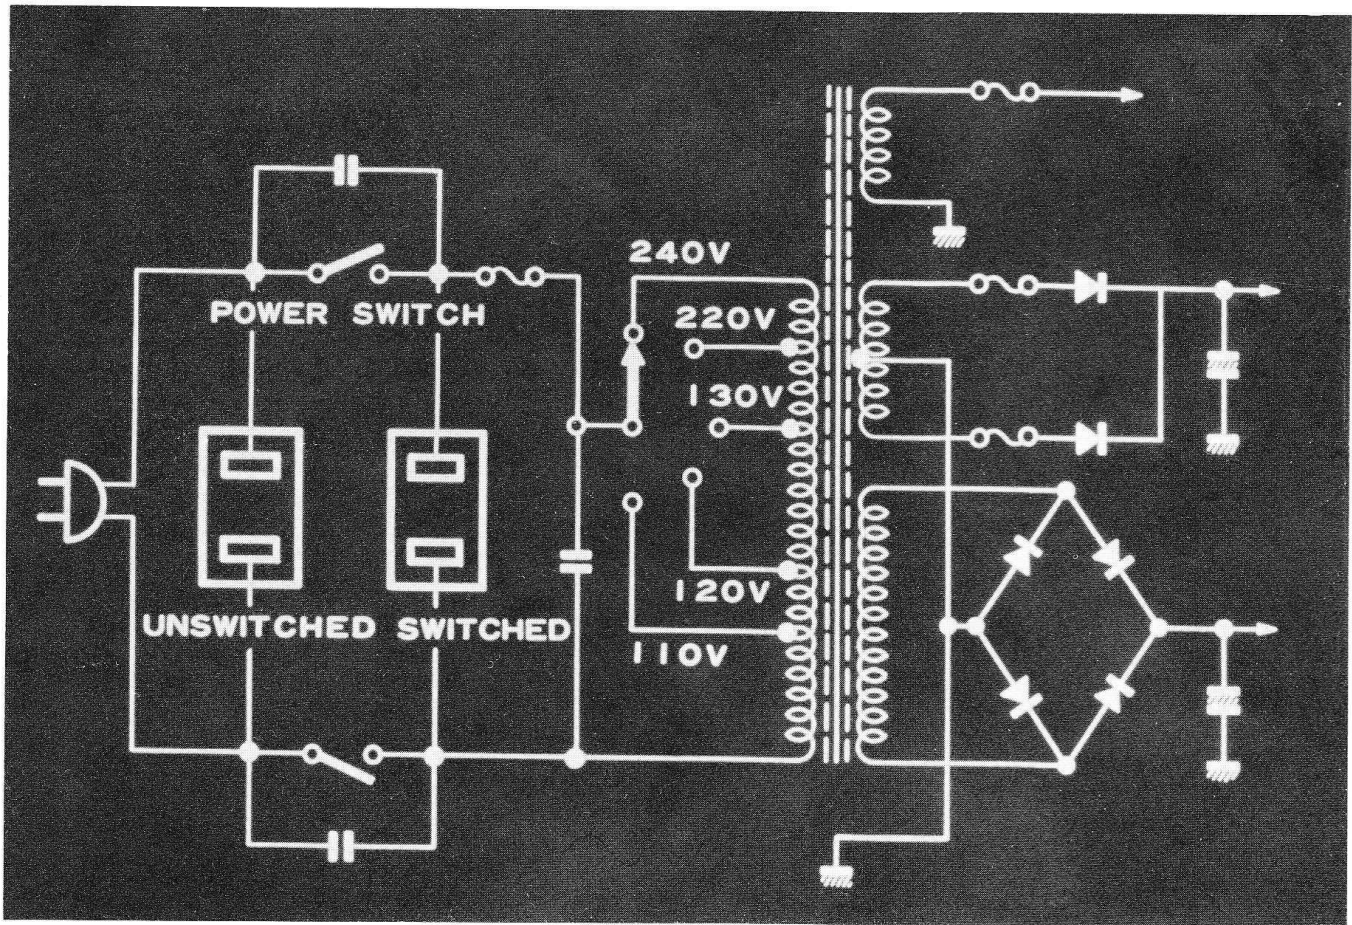 240V
POWER SWITCH
220V
130V
120V
UNSWITCHED SWITCHED
110V